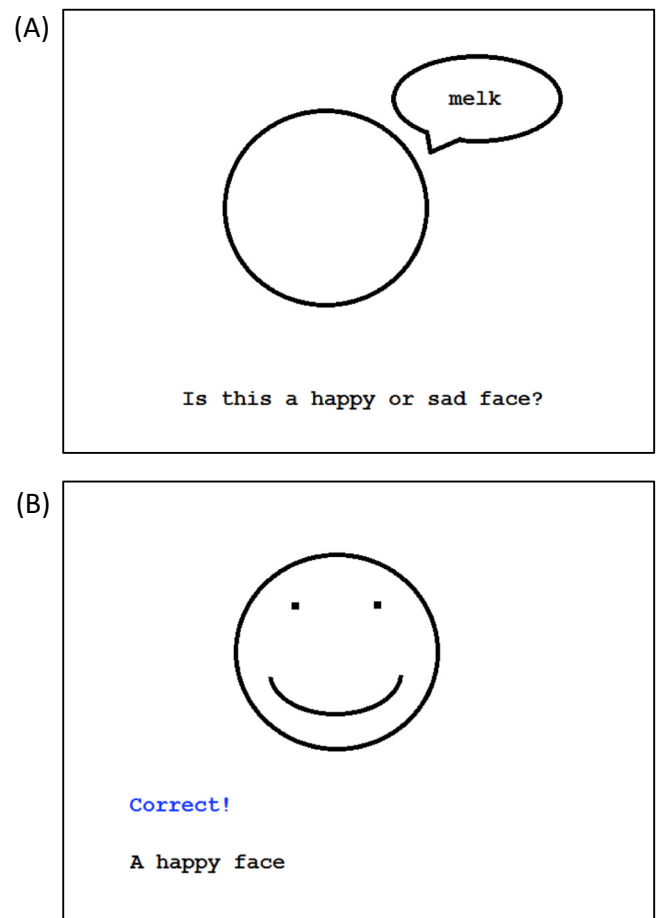 (A)
melk
Is this a happy or sad face?
(B)
Correct!
A happy face